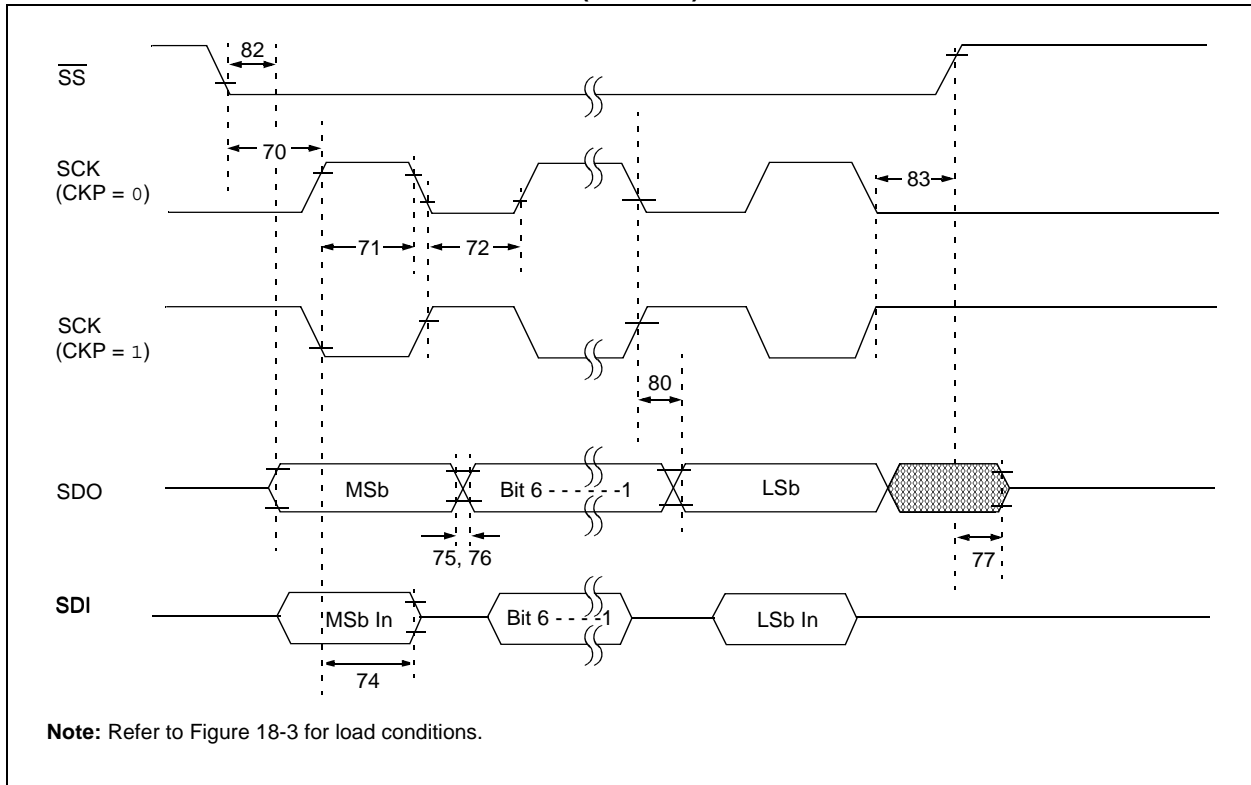 82
SS
70
SCK
(CKP = 0)
83
71
72
SCK
(CKP = 1)
80
SDO
MSb
Bit 6 - - - - - - -1
LSb
75, 76
77
SDI
MSb In
Bit 6 - - - -1
LSb In
74
Note: Refer to Figure 18-3 for load conditions.